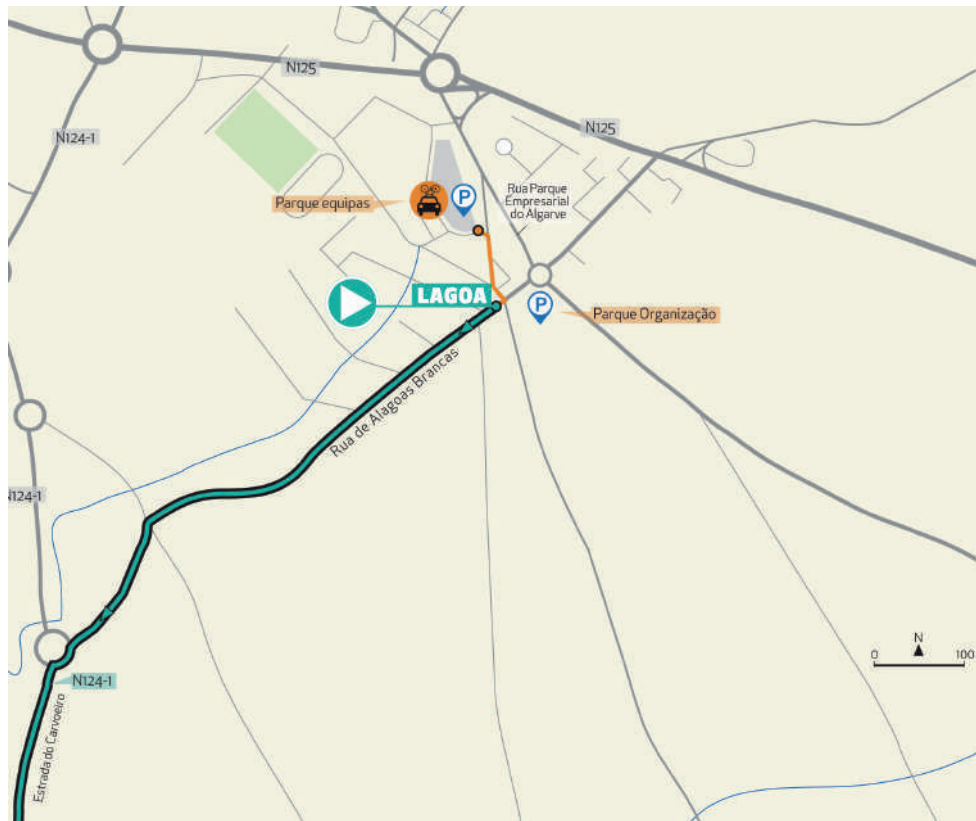 N125
N124-1
N125
P
Parque equipas
Rua Parque
Empresarial
do Algarve
LAGOA
P
Parque Organização
Rua de Alagoas Brancas
N124-1
N
0 100
N124-1
Estrada do Carvoeiro